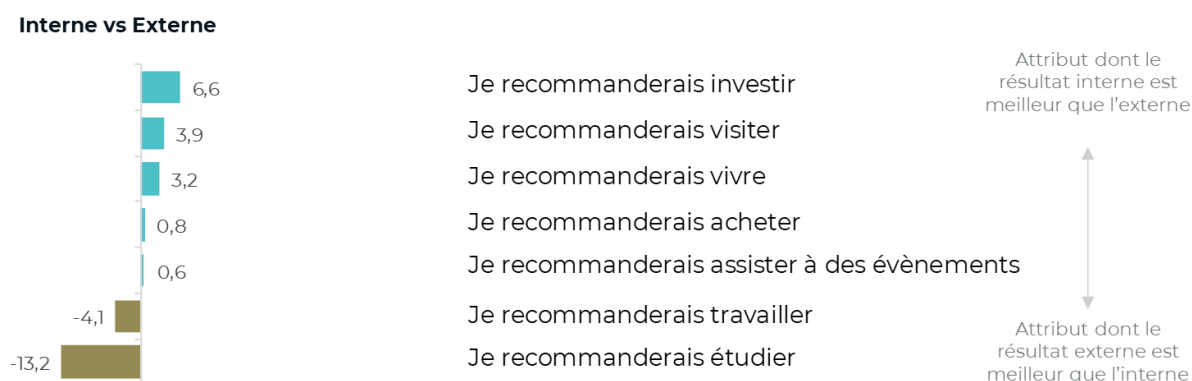 Interne vs Externe
Attribut dont le
résultat interne est
meilleur que l'externe
6,6 Je recommanderais investir
3,9 Je recommanderais visiter
3,2 Je recommanderais vivre
0,8 Je recommanderais acheter
0,6 Je recommanderais assister à des évènements
-4,1 Je recommanderais travailler
-13,2 Je recommanderais étudier
Attribut dont le
résultat externe est
meilleur que l'interne